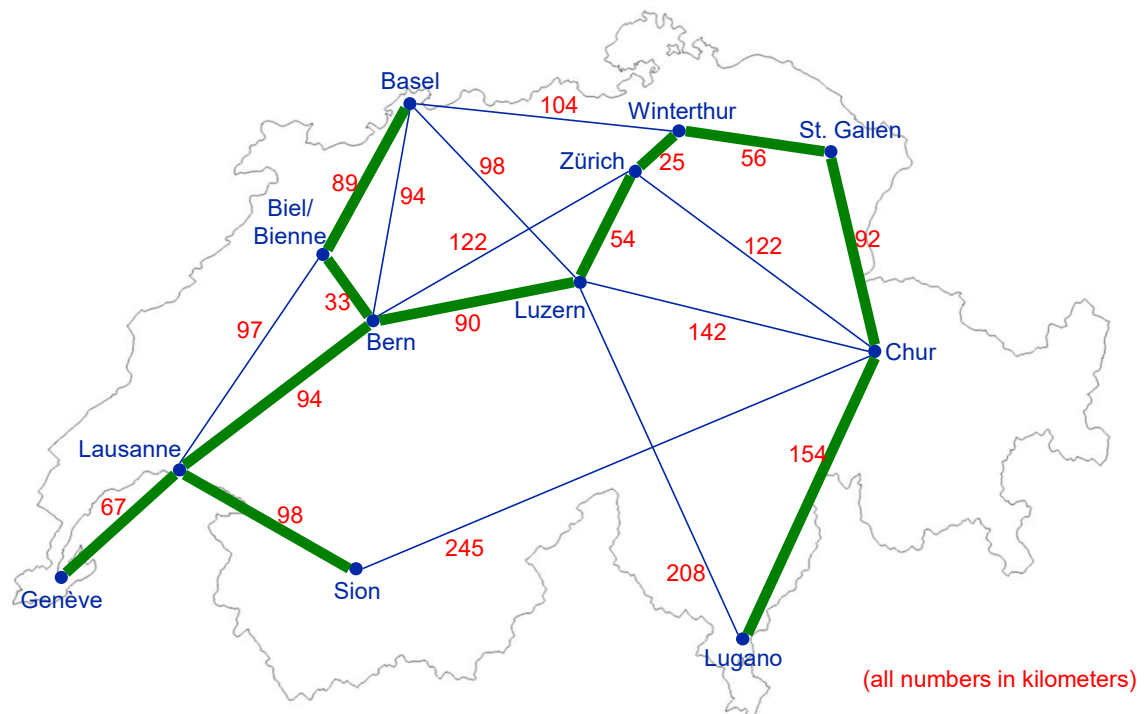 Basel
104
Winterthur
St. Gallen
98
Zürich
25
56
89
94
Biel/
Bienne
122
54
122
92
33
Luzern
97
90
142
Bern
Chur
94
Lausanne
154
67
98
245
208
Genève
Sion
Lugano
(all numbers in kilometers)